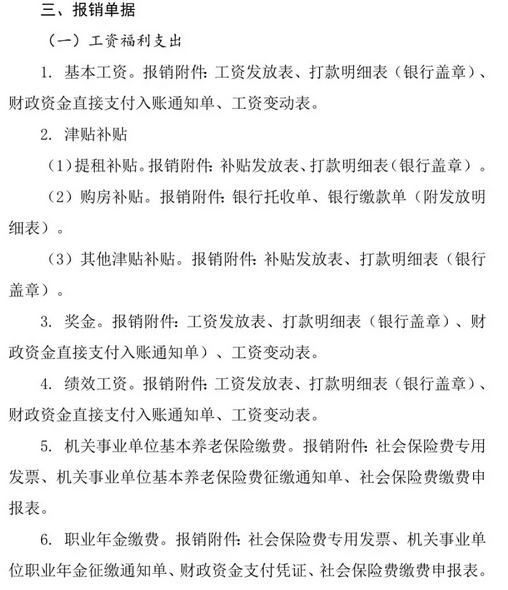 三、报销单据
（一）工资福利支出
1. 基本工资。报销附件: 工资发放表、打款明细表（银行盖章）、
财政资金直接支付入账通知单、工资变动表。
2. 津贴补贴
（1）提租补贴。报销附件: 补贴发放表、打款明细表（银行盖章）。
（2）购房补贴。报销附件: 银行托收单、银行缴款单（附发放明
细表）。
（3）其他津贴补贴。报销附件: 补贴发放表、打款明细表（银行
盖章）。
3. 奖金。报销附件: 工资发放表、打款明细表（银行盖章）、财
政资金直接支付入账通知单）、工资变动表。
4. 绩效工资。报销附件: 工资发放表、打款明细表（银行盖章）、
财政资金直接支付入账通知单、工资变动表。
5. 机关事业单位基本养老保险缴费。报销附件: 社会保险费专用
发票、机关事业单位基本养老保险费征缴通知单、社会保险费缴费申
报表。
6. 职业年金缴费。报销附件: 社会保险费专用发票、机关事业单
位职业年金征缴通知单、财政资金支付凭证、社会保险费缴费申报表。